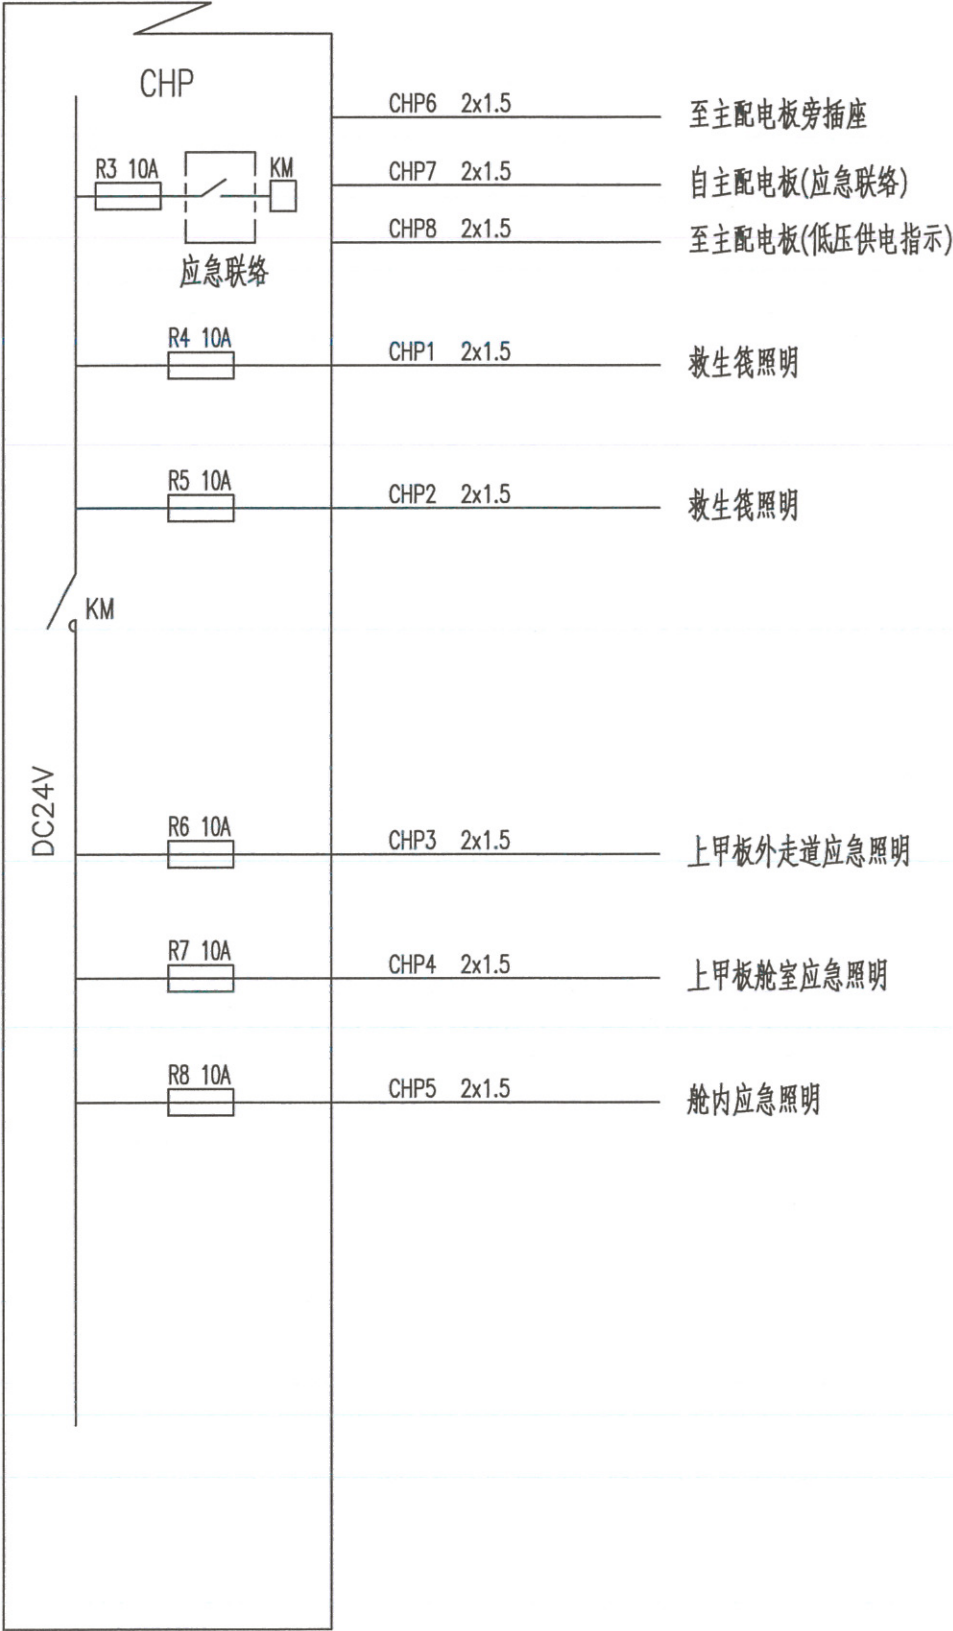 CHP
CHP6 2x1.5 至主配电板旁插座
R3 10A KM CHP7 2x1.5 自主配电板(应急联络)
CHP8 2x1.5 至主配电板(低压供电指示)
应急联络
R4 10A CHP1 2x1.5 救生筏照明
R5 10A CHP2 2x1.5 救生筏照明
KM
DC24V
R6 10A CHP3 2x1.5 上甲板外走道应急照明
R7 10A CHP4 2x1.5 上甲板舱室应急照明
R8 10A CHP5 2x1.5 舱内应急照明